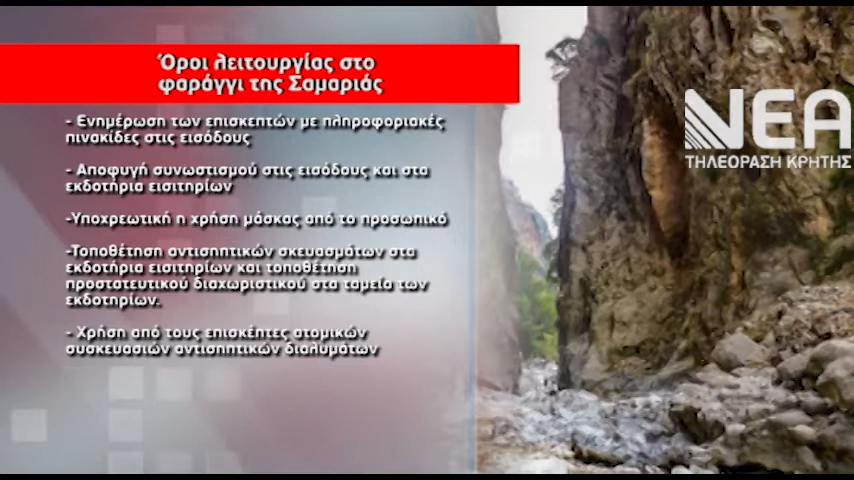 Όροι λειτουργίας στο
φαράγγι της Σαμαριάς
- Ενημέρωση των επισκεπτών με πληροφοριακές
πινακίδες στις εισόδους
- Αποφυγή συνωστισμού στις εισόδους και στα
εκδοτήρια εισιτηρίων
-Υποχρεωτική η χρήση μάσκας από το προσωπικό
-Τοποθέτηση αντισηπτικών σκευασμάτων στα
εκδοτήρια εισιτηρίων και τοποθέτηση
προστατευτικού διαχωριστικού στα ταμεία των
εκδοτηρίων.
- Χρήση από τους επισκέπτες ατομικών
συσκευασιών αντισηπτικών διαλυμάτων
ΝΕΑ
ΤΗΛΕΟΡΑΣΗ ΚΡΗΤΗΣ